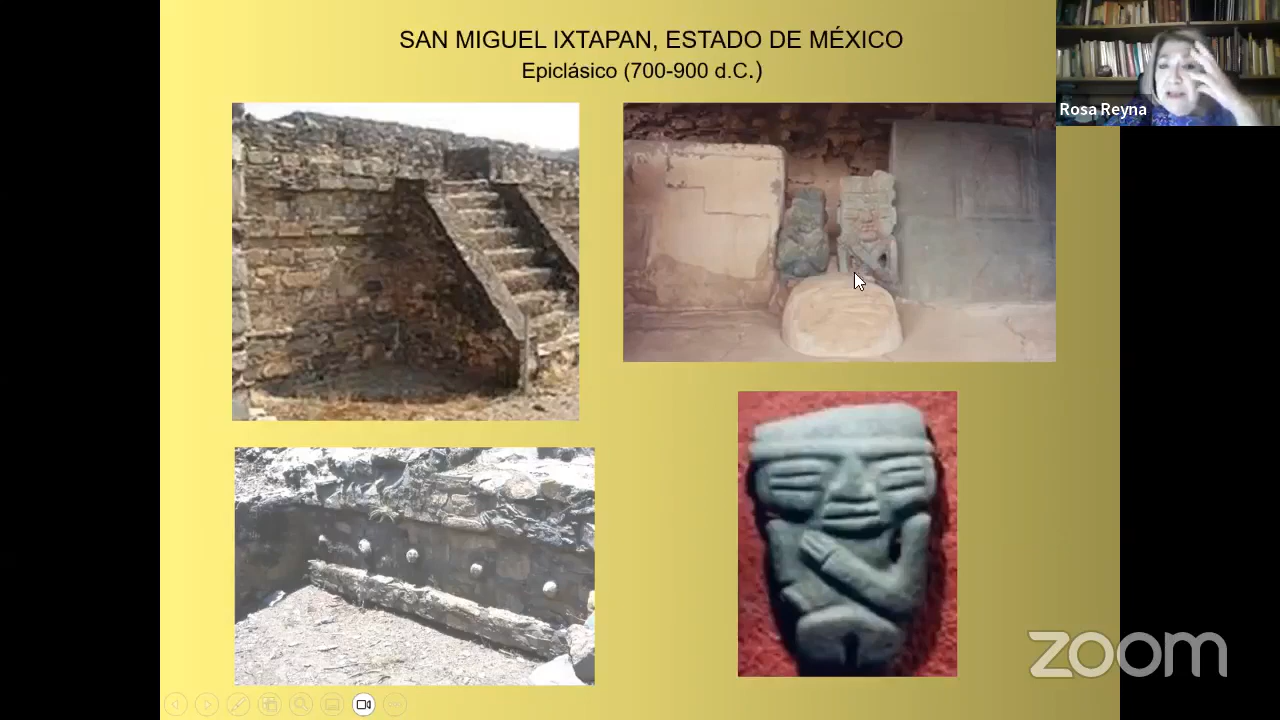 SAN MIGUEL IXTAPAN, ESTADO DE MÉXICO
Epiclásico (700-900 d.C.)
Rosa Reyna
zoom